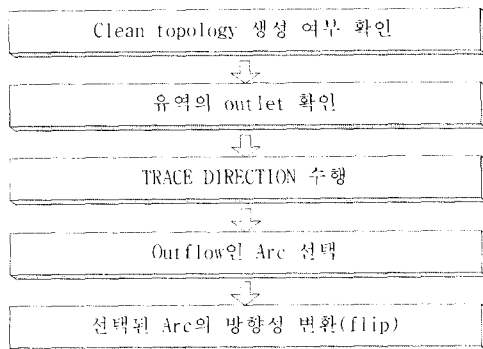 Clean topology 생성 여부 확인
유역의 outlet 확인
TRACE DIRECTION 수행
Outflow인 Arc 선택
선택된 Arc의 방향성 변환(flip)